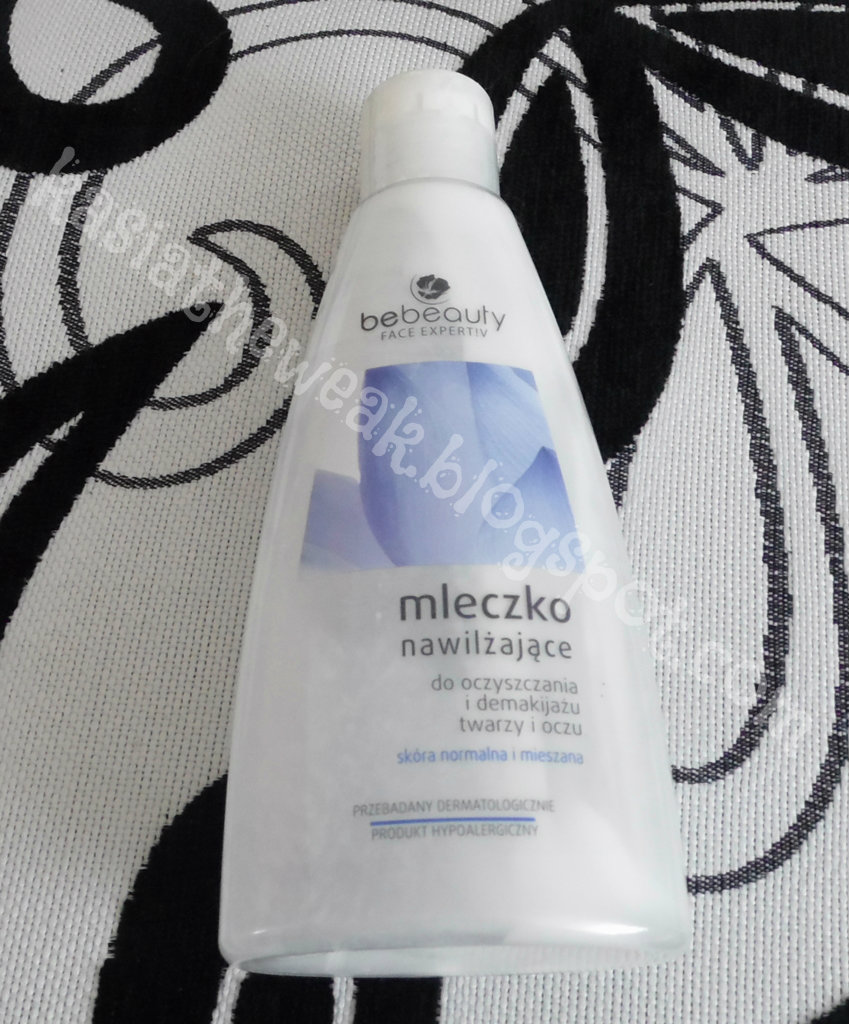 bebeauty
FACE EXPERT!V
mleczko
nawilżające
do oczyszczania
i demakijażu
twarzy i oczu
skóra normalna i mieszana
PRZEBADANY DERMATOLOGICZNIE
PRODUKT HYPOALERGICZNY
kasiatheweak.blogspot.com